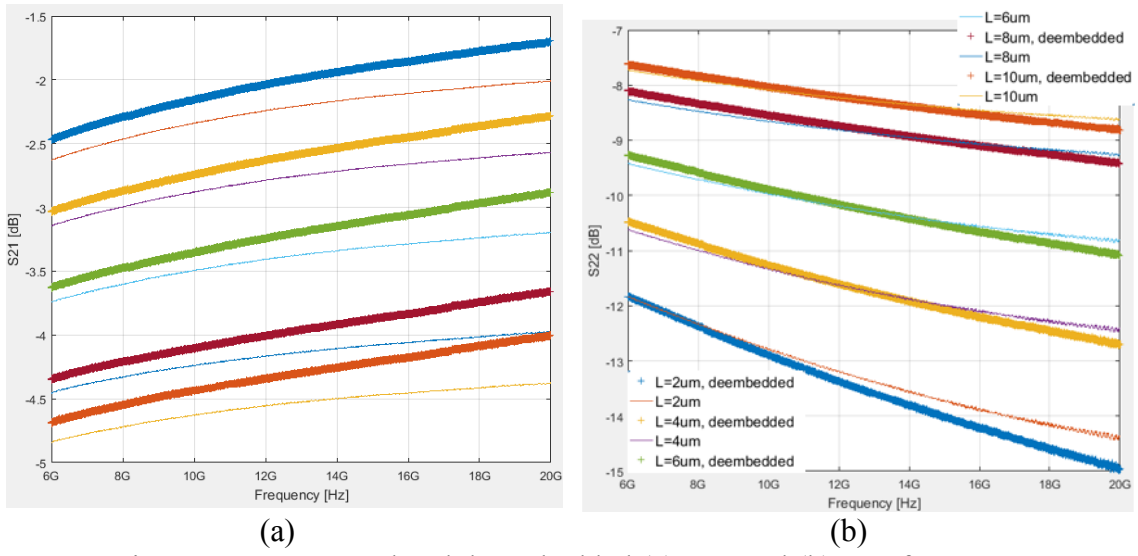 -1.5
-2
-2.5
-3
-3.5
-4
-4.5
-5
S21 [dB]
6G 8G 10G 12G 14G 16G 18G 20G
Frequency [Hz]
(a)
L=6um
L=8um, deembedded
L=8um
L=10um, deembedded
L=10um
-7
-8
-9
-10
-11
-12
-13
-14
-15
S22 [dB]
L=2um, deembedded
L=2um
L=4um, deembedded
L=4um
L=6um, deembedded
6G 8G 10G 12G 14G 16G 18G 20G
Frequency [Hz]
(b)